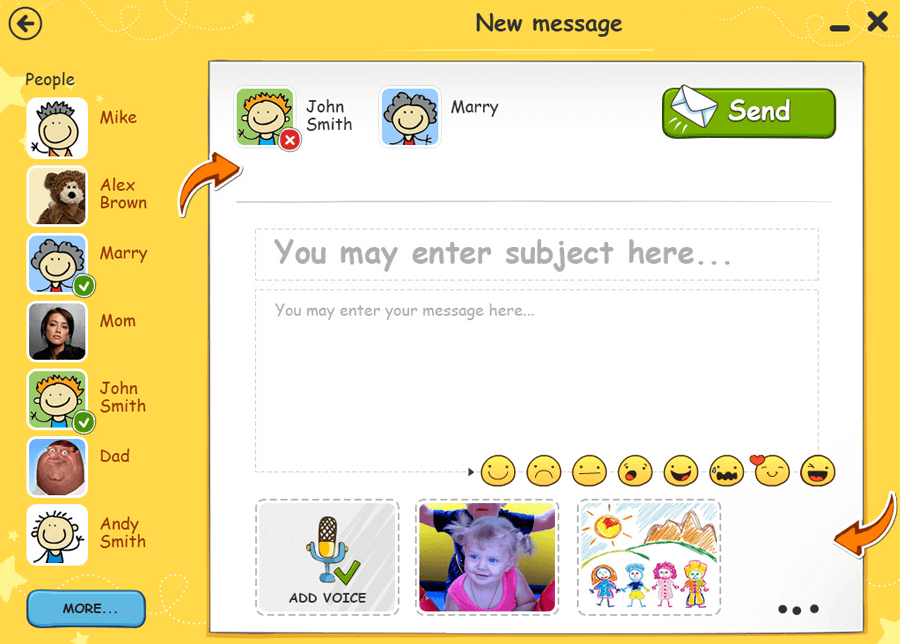 New message
People
Mike
Alex
Brown
Marry
Mom
John
Smith
Dad
Andy
Smith
MORE...
John
Smith
Marry
Send
You may enter subject here...
You may enter your message here...
ADD VOICE